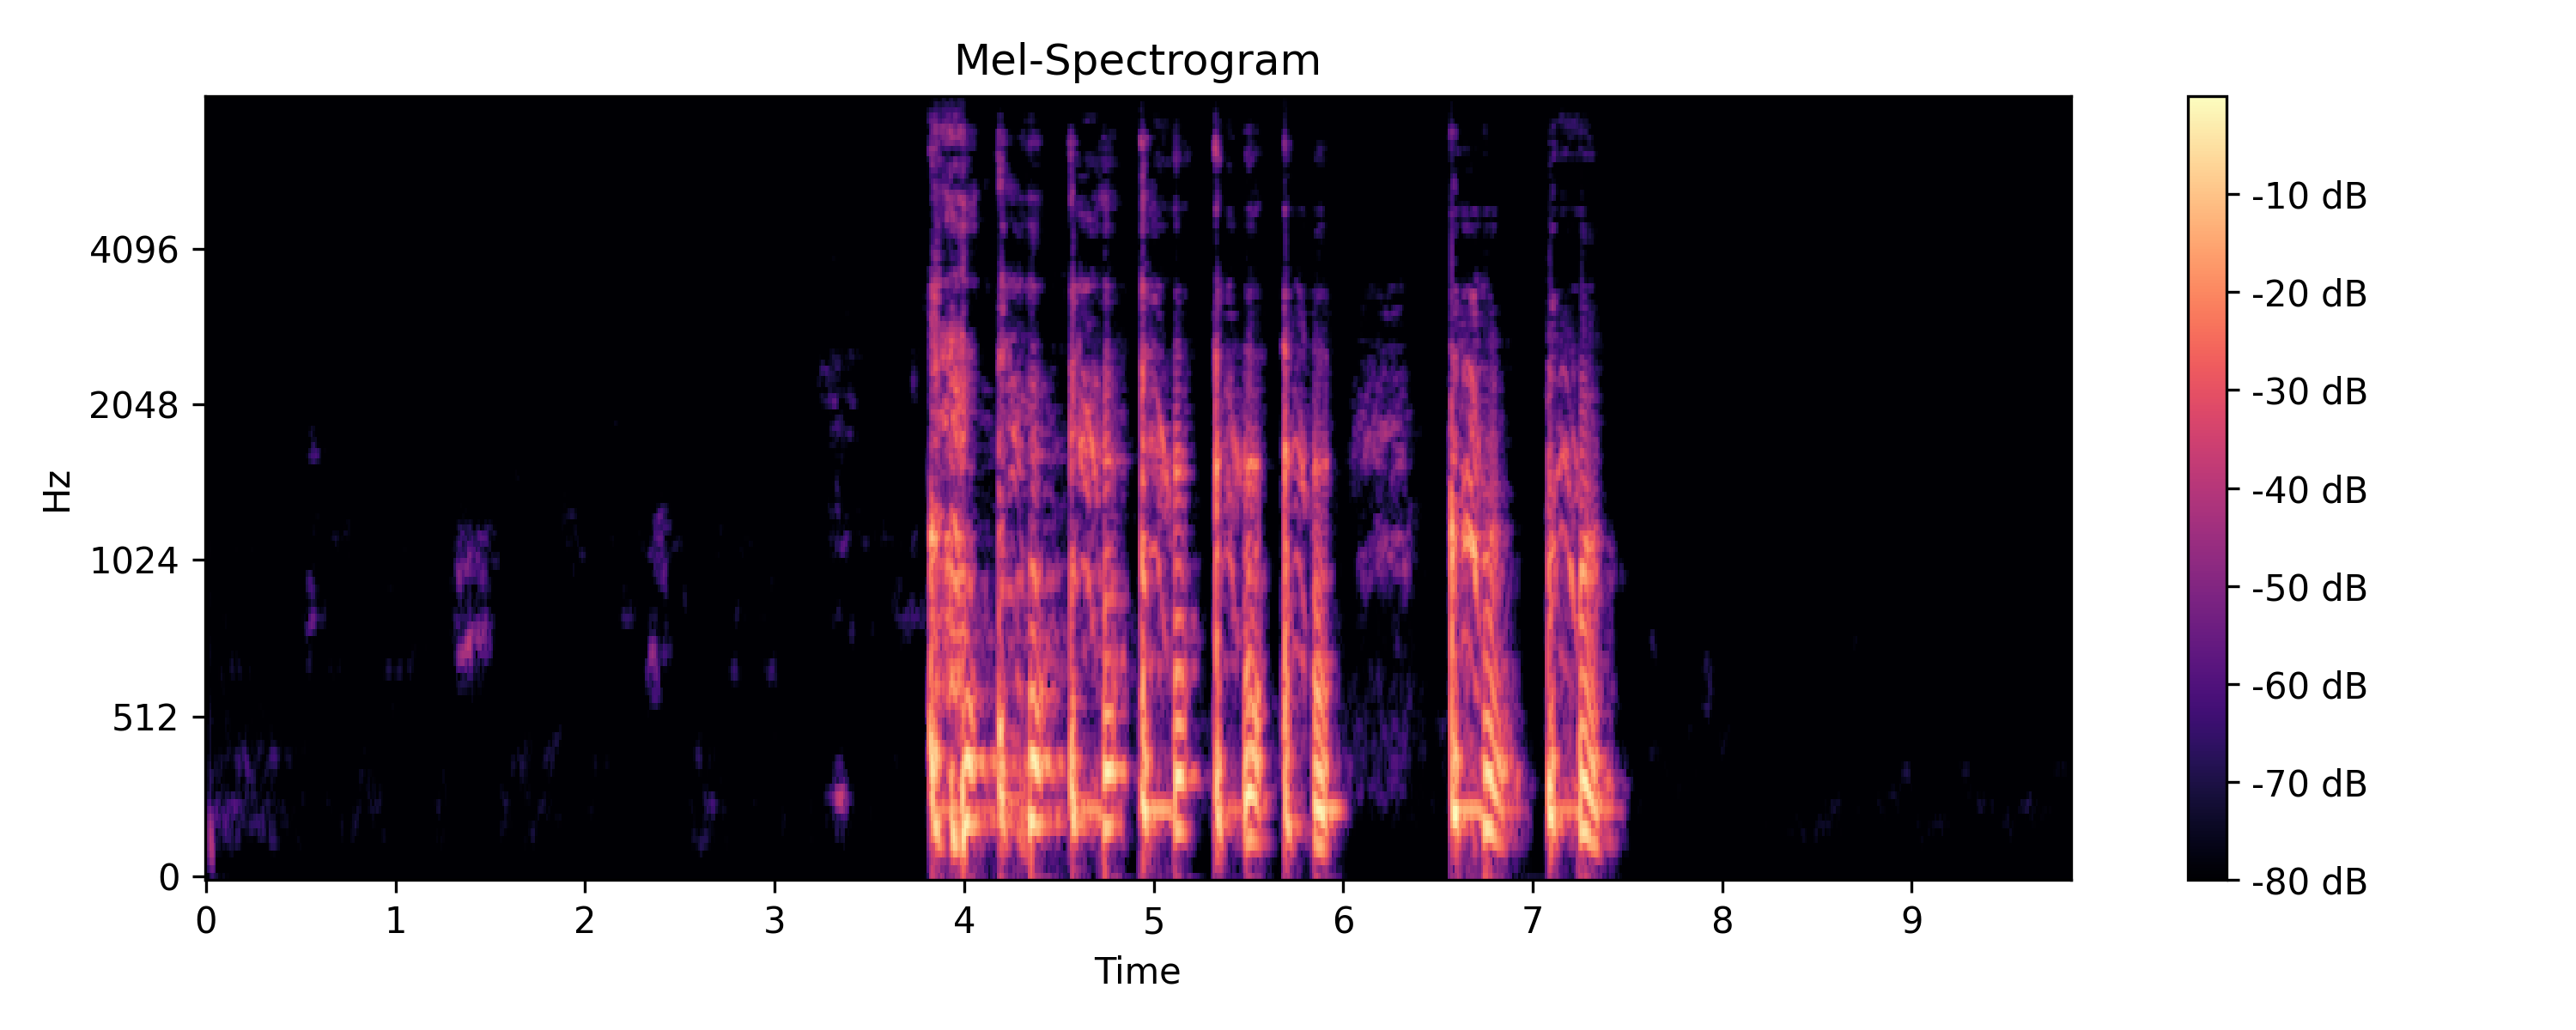 Mel-Spectrogram
Hz
4096
2048
1024
512
0
0 1 2 3 4 5 6 7 8 9
Time
-10 dB
-20 dB
-30 dB
-40 dB
-50 dB
-60 dB
-70 dB
-80 dB